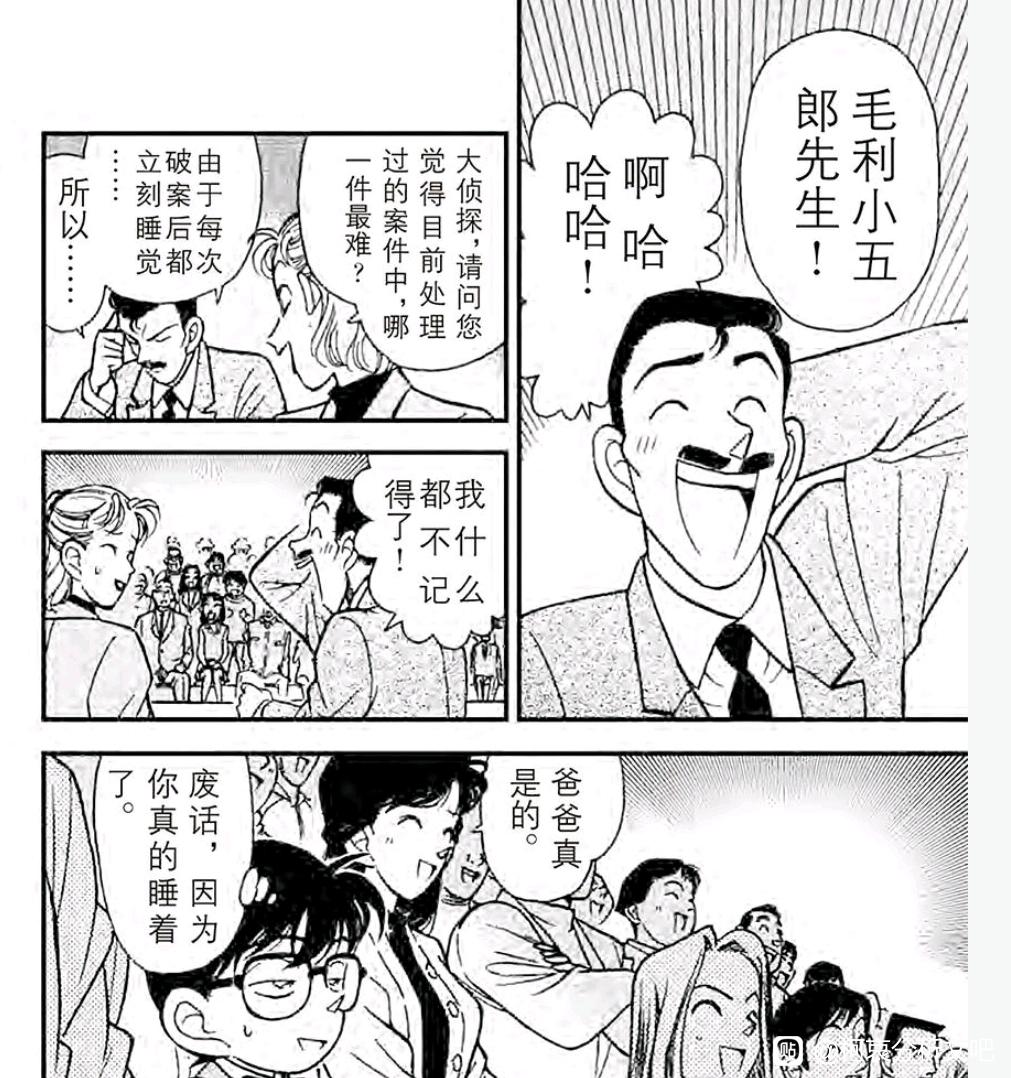 毛利小五
郎先生！
啊哈
哈哈！
大侦探，请问您
觉得目前处理
过的案件中，哪
一件最难？
由于每次
破案后都
立刻睡觉
……
所以……
我什么
都不记
得了！
爸爸真
是的。
废话，因为
你真的睡着
了。
贴